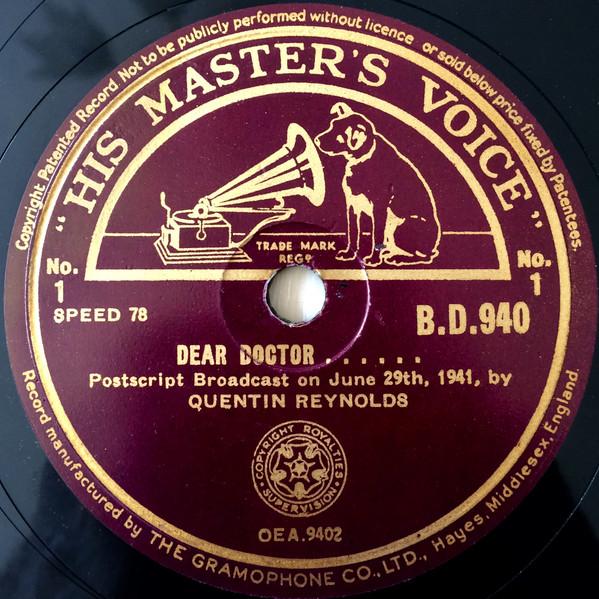 Copyright Patented Record. Not to be publicly performed without licence or sold below price fixed by Patentees.
"HIS MASTER'S VOICE"
TRADE MARK
REGD
No.
1
No.
1
SPEED 78
B.D.940
DEAR DOCTOR......
Postscript Broadcast on June 29th, 1941, by
QUENTIN REYNOLDS
COPYRIGHT ROYALTIES
SUPERVISION
OEA.9402
Record manufactured by THE GRAMOPHONE CO., LTD., Hayes, Middlesex, England.